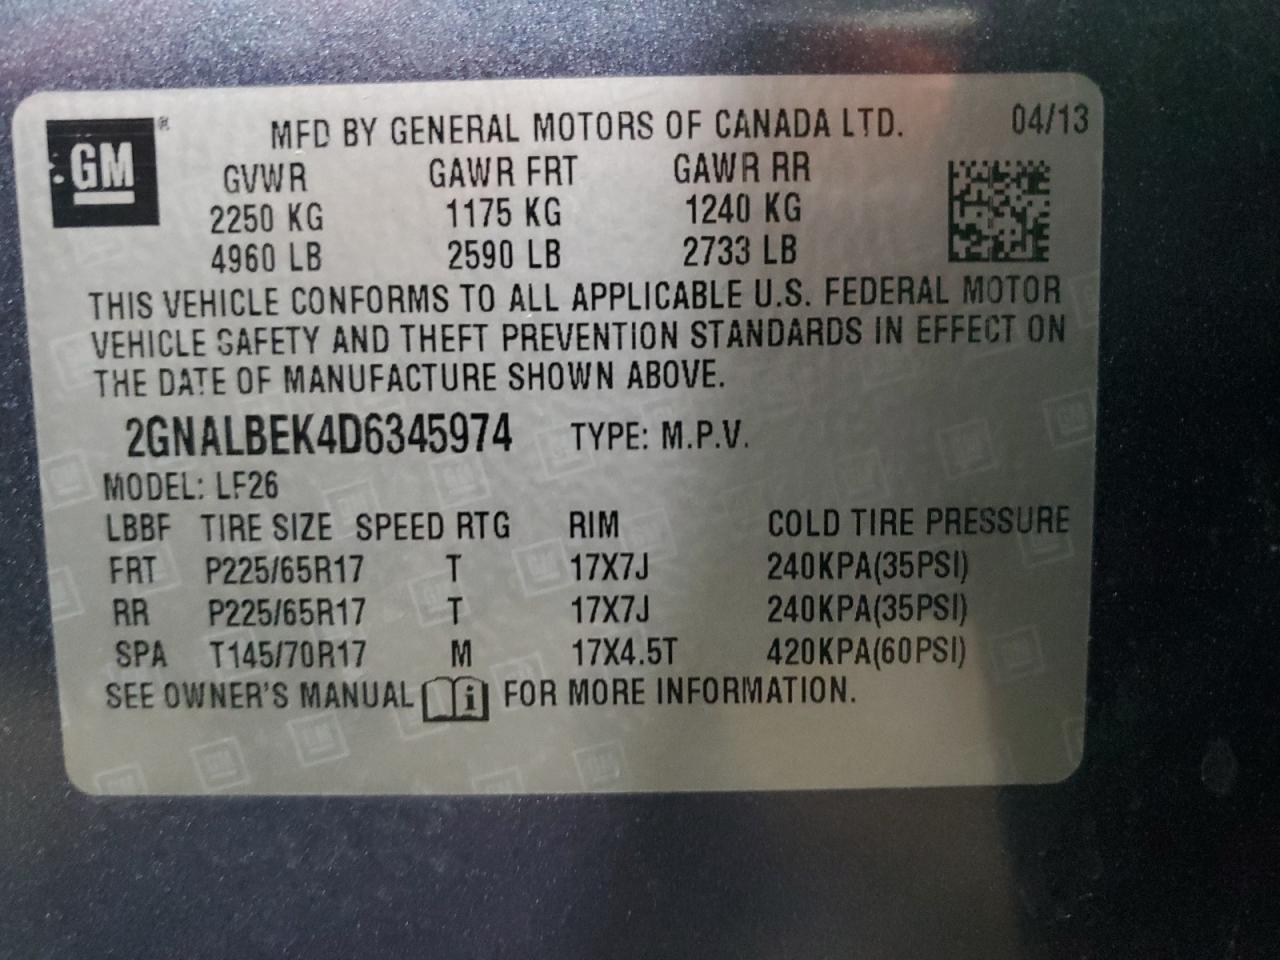 GM®
MFD BY GENERAL MOTORS OF CANADA LTD. 04/13
GVWR GAWR FRT GAWR RR
2250 KG 1175 KG 1240 KG
4960 LB 2590 LB 2733 LB
THIS VEHICLE CONFORMS TO ALL APPLICABLE U.S. FEDERAL MOTOR
VEHICLE SAFETY AND THEFT PREVENTION STANDARDS IN EFFECT ON
THE DATE OF MANUFACTURE SHOWN ABOVE.
2GNALBEK4D6345974 TYPE: M.P.V.
MODEL: LF26
LBBF TIRE SIZE SPEED RTG RIM COLD TIRE PRESSURE
FRT P225/65R17 T 17X7J 240KPA(35PSI)
RR P225/65R17 T 17X7J 240KPA(35PSI)
SPA T145/70R17 M 17X4.5T 420KPA(60PSI)
SEE OWNER'S MANUAL i FOR MORE INFORMATION.